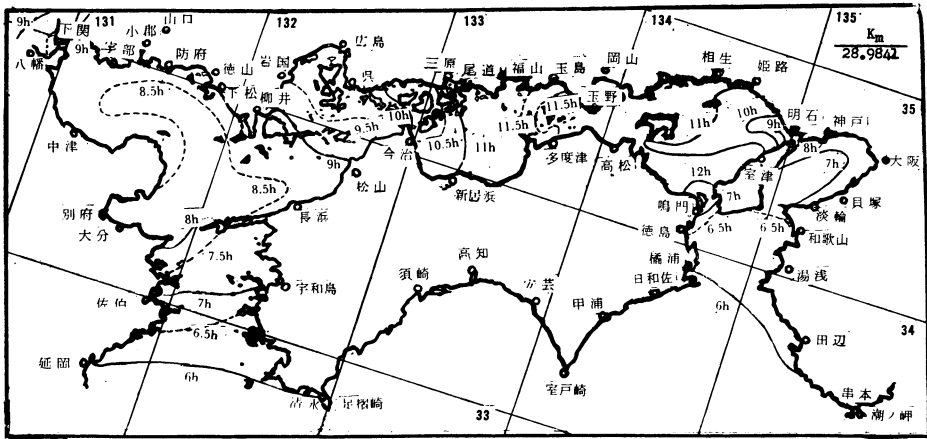 9h
131
132
133
134
135
Km
28.984λ
山口
小郡
下関
9h
宇部
防府
八幡
徳山
下松
柳井
岩国
広島
呉
三原
尾道
福山
玉島
岡山
玉野
相生
姫路
35
8.5h
9.5h
10h
10.5h
11h
11.5h
11.5h
11h
10h
9h
明石
神戸
8h
7h
大阪
中津
9h
今治
松山
新居浜
多度津
高松
12h
室津
7h
鳴門
貝塚
淡輪
別府
大分
8h
8.5h
長浜
徳島
6.5h
6.5h
和歌山
7.5h
高知
橘浦
日和佐
湯浅
佐伯
7h
宇和島
須崎
安芸
甲浦
6h
34
6.5h
延岡
6h
田辺
室戸崎
清水
足摺崎
33
串本
潮ノ岬